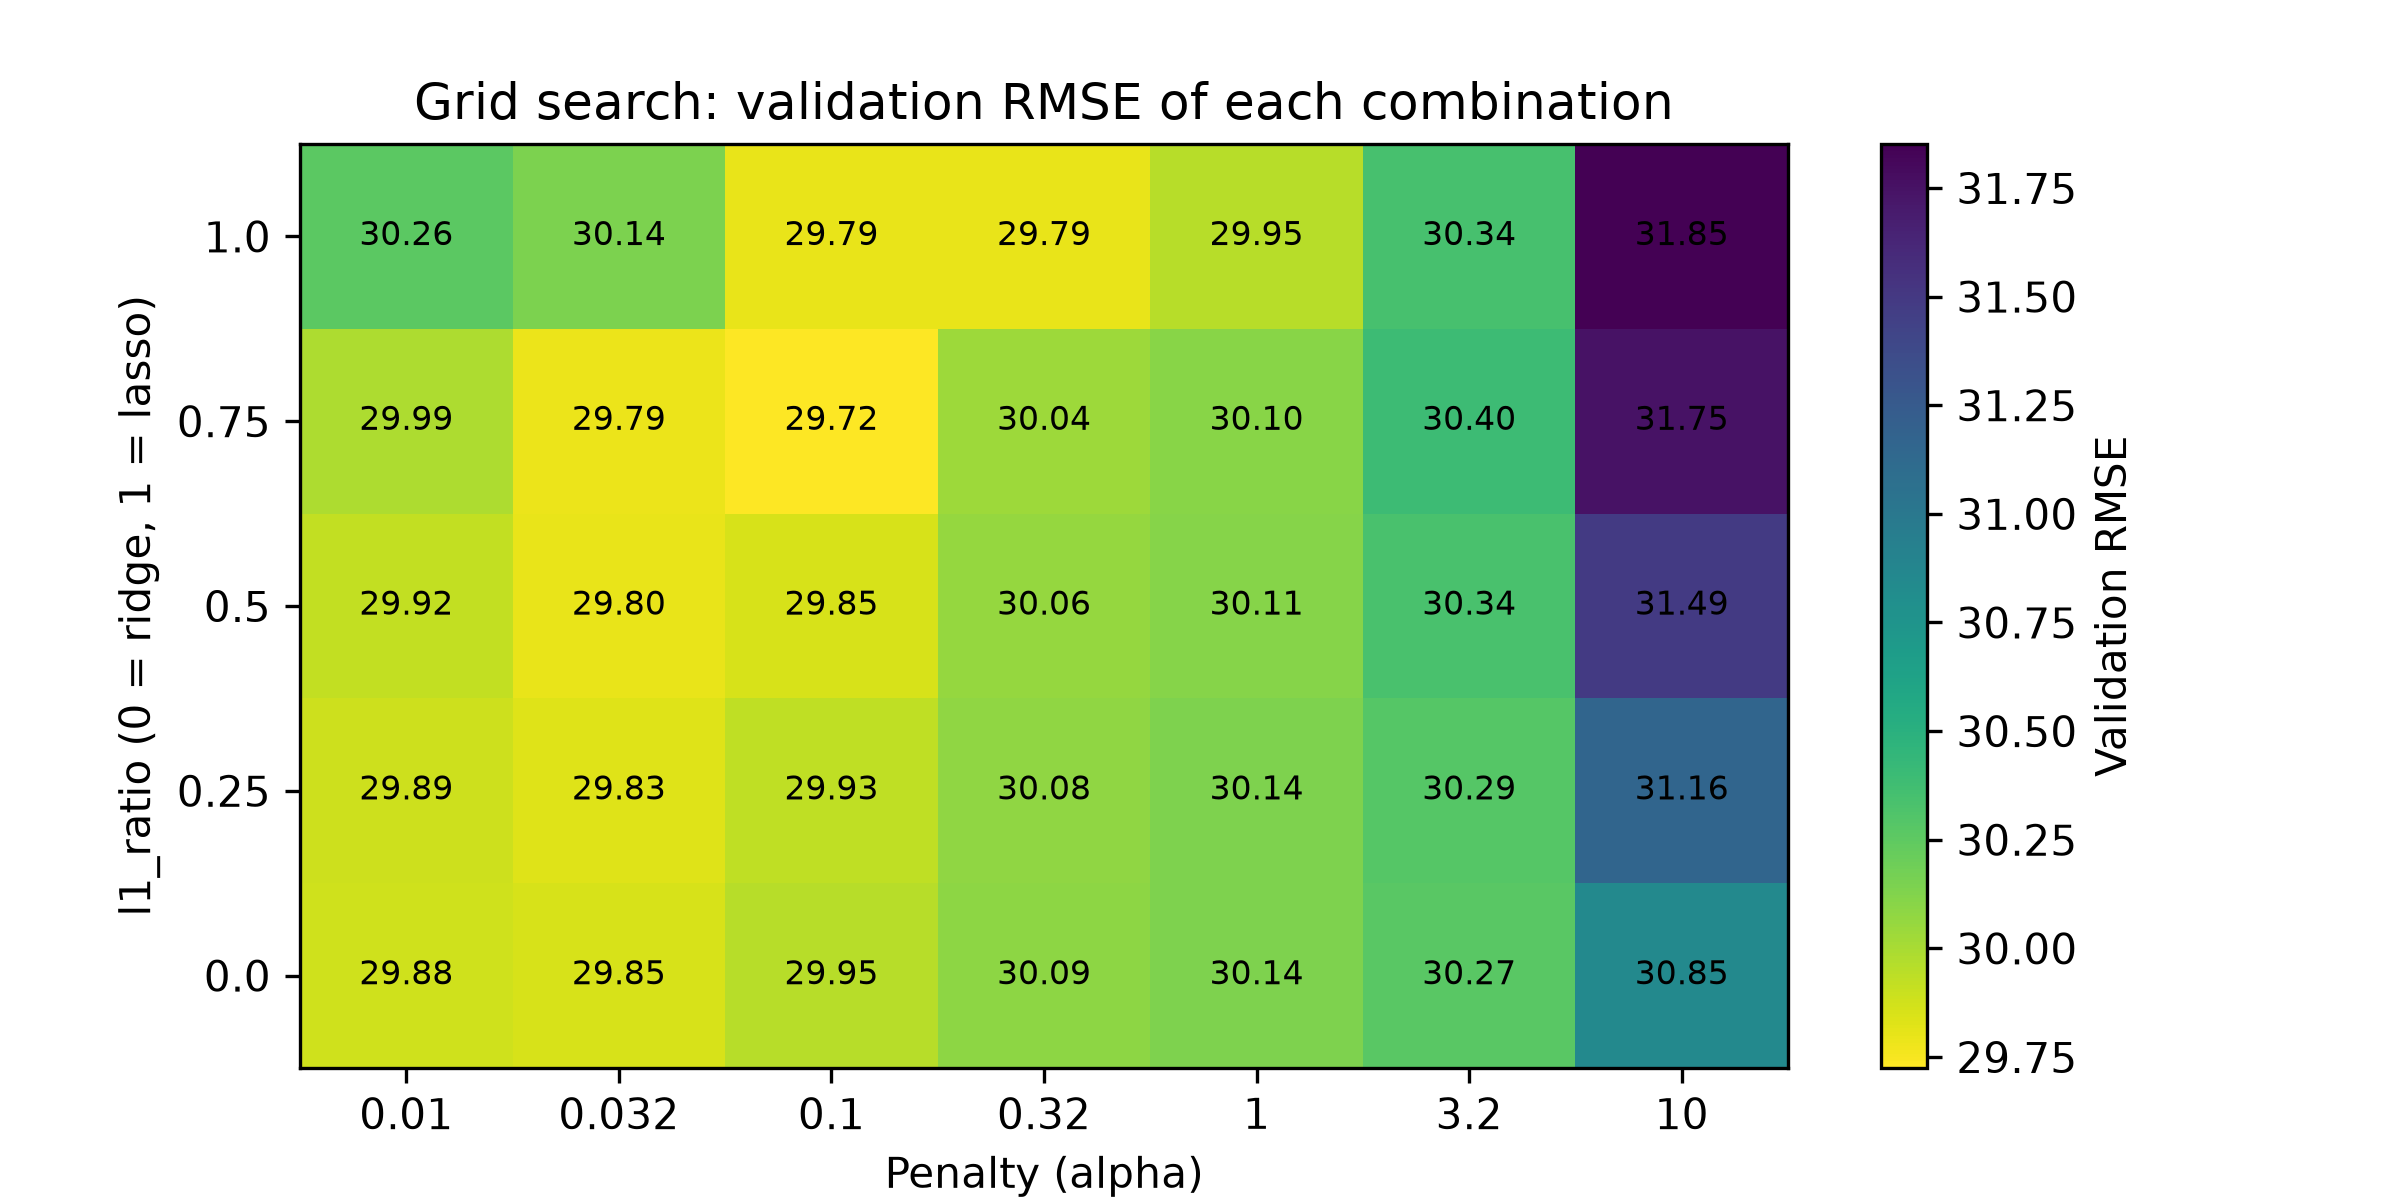 Grid search: validation RMSE of each combination
l1_ratio (0 = ridge, 1 = lasso)
1.0 30.26 30.14 29.79 29.79 29.95 30.34 31.85
0.75 29.99 29.79 29.72 30.04 30.10 30.40 31.75
0.5 29.92 29.80 29.85 30.06 30.11 30.34 31.49
0.25 29.89 29.83 29.93 30.08 30.14 30.29 31.16
0.0 29.88 29.85 29.95 30.09 30.14 30.27 30.85
0.01 0.032 0.1 0.32 1 3.2 10
Penalty (alpha)
31.75
31.50
31.25
31.00
30.75
30.50
30.25
30.00
29.75
Validation RMSE